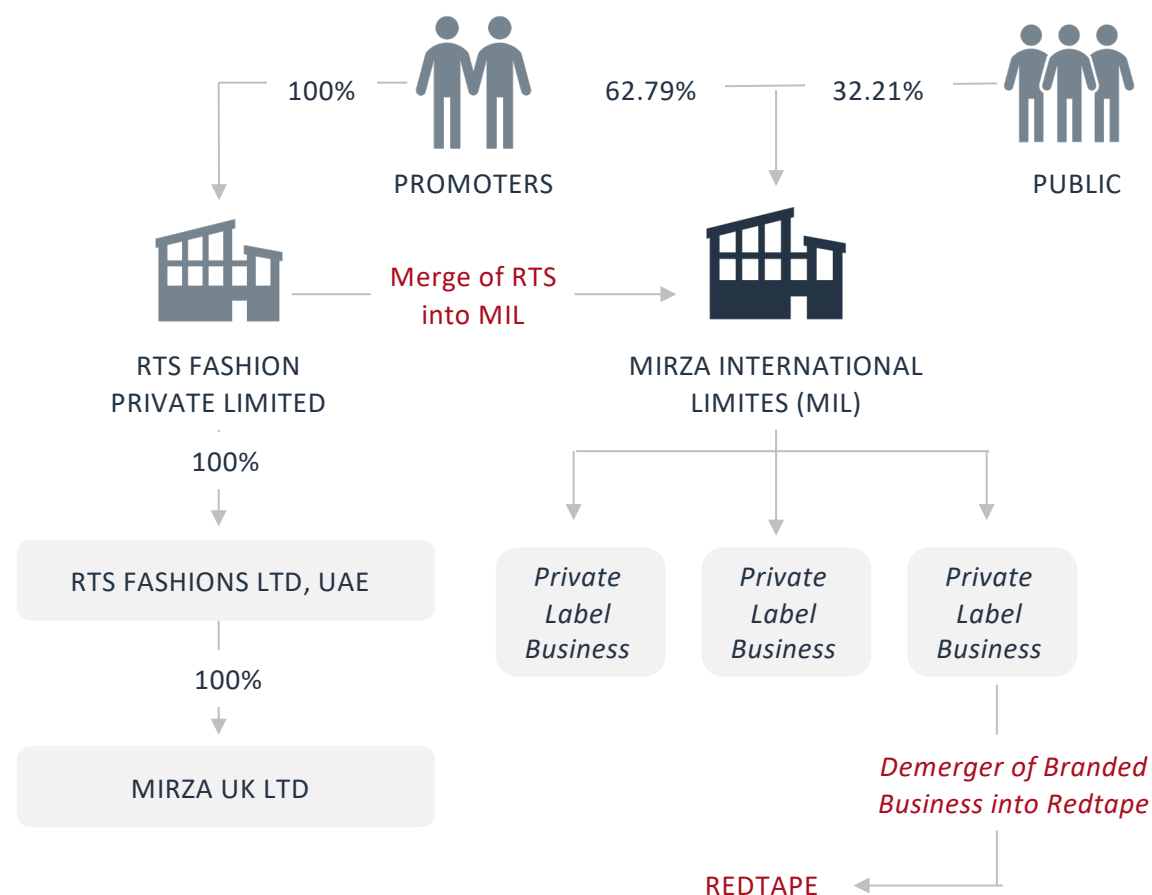 100%
62.79%
32.21%
PROMOTERS
PUBLIC
Merge of RTS
into MIL
RTS FASHION
PRIVATE LIMITED
MIRZA INTERNATIONAL
LIMITES (MIL)
100%
RTS FASHIONS LTD, UAE
Private
Label
Business
Private
Label
Business
Private
Label
Business
100%
MIRZA UK LTD
Demerger of Branded
Business into Redtape
REDTAPE